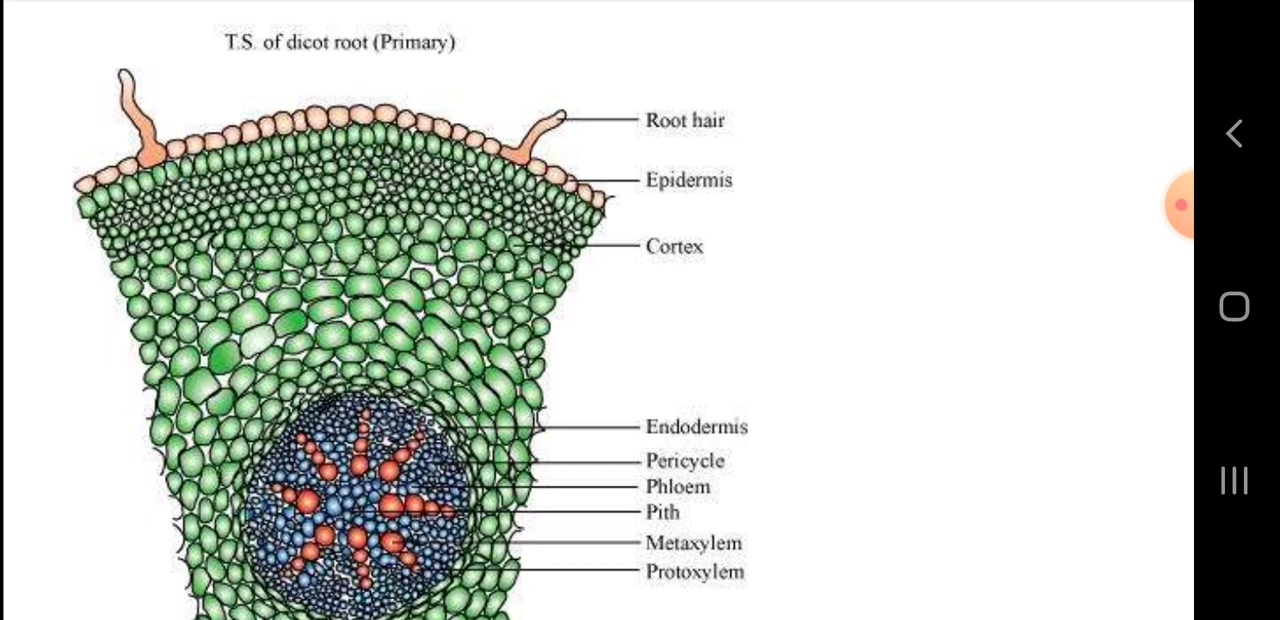 T.S. of dicot root (Primary)
Root hair
Epidermis
Cortex
Endodermis
Pericycle
Phloem
Pith
Metaxylem
Protoxylem